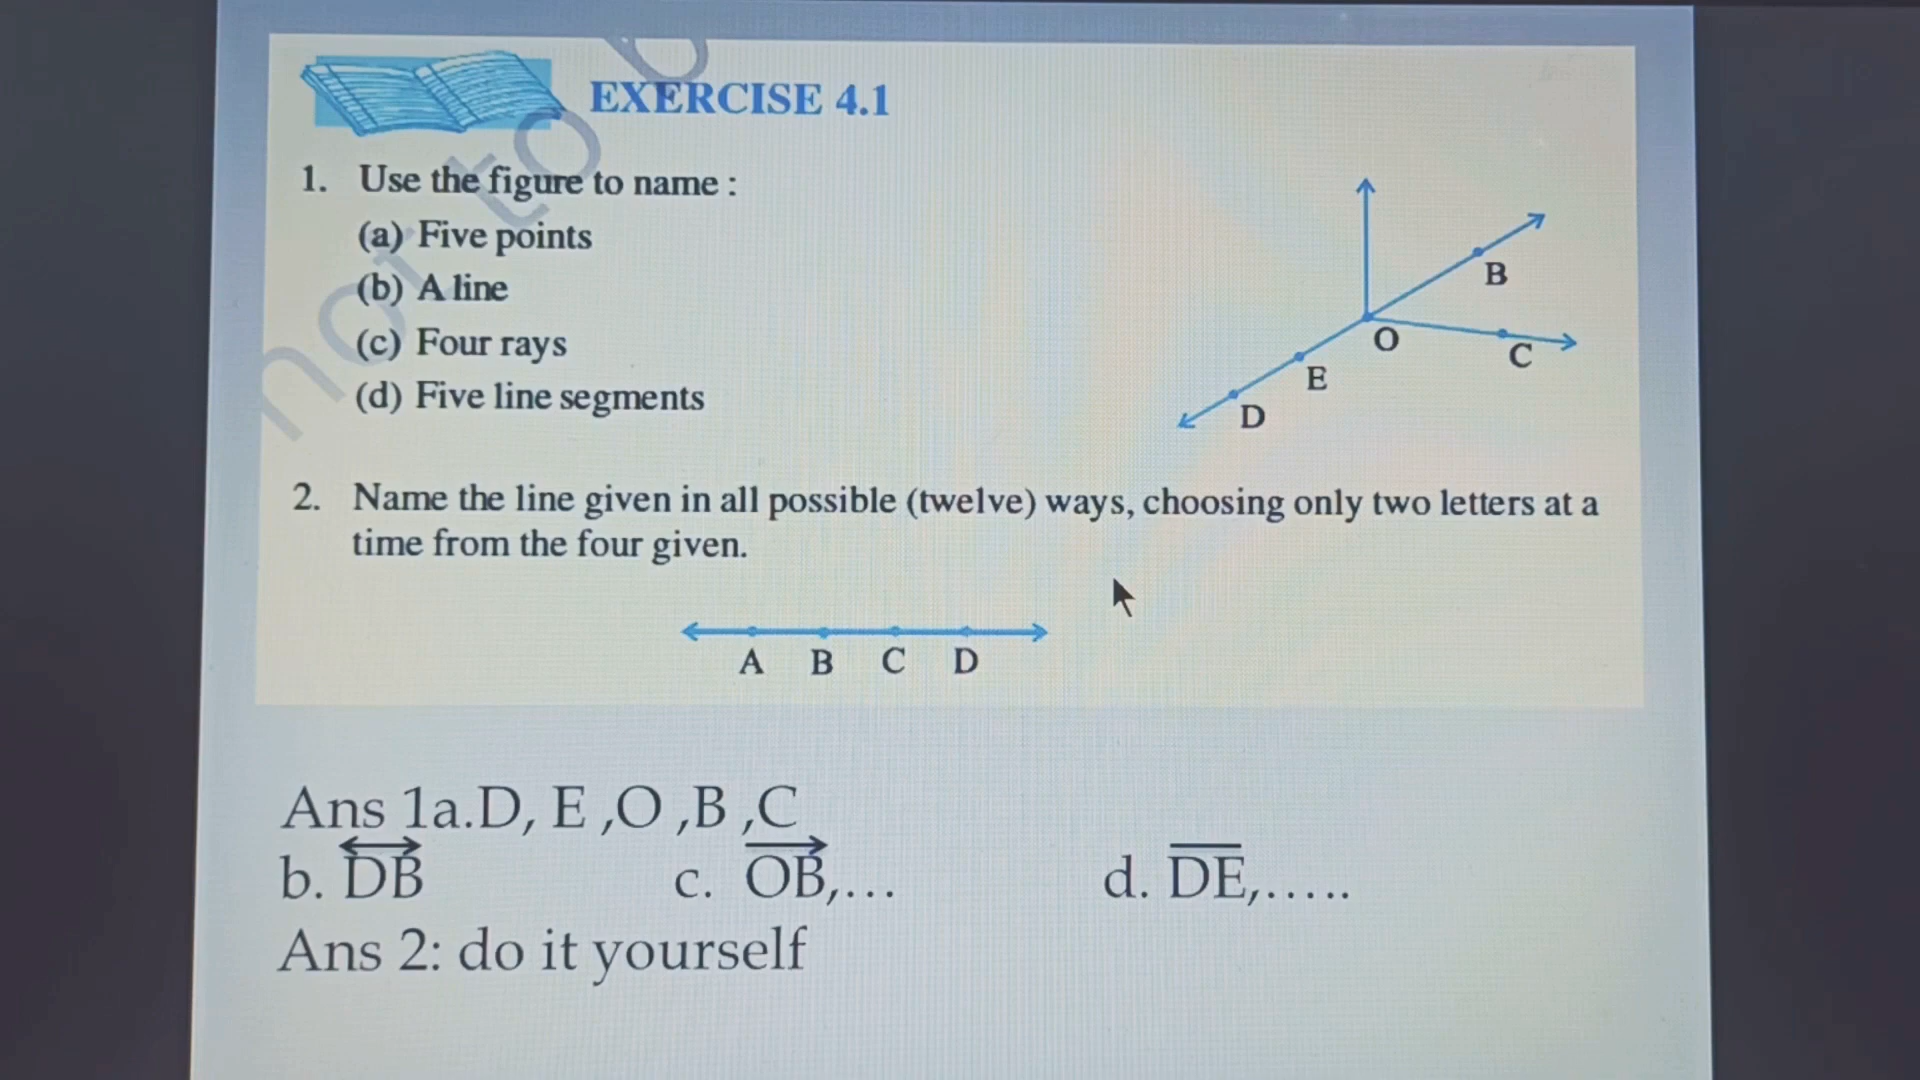 EXERCISE 4.1
1. Use the figure to name :
(a) Five points
(b) A line
(c) Four rays
(d) Five line segments
B
O
C
E
D
2. Name the line given in all possible (twelve) ways, choosing only two letters at a
time from the four given.
A B C D
not to b
Ans 1a.D, E ,O ,B ,C
b. DB c. OB,... d. DE,.....
Ans 2: do it yourself